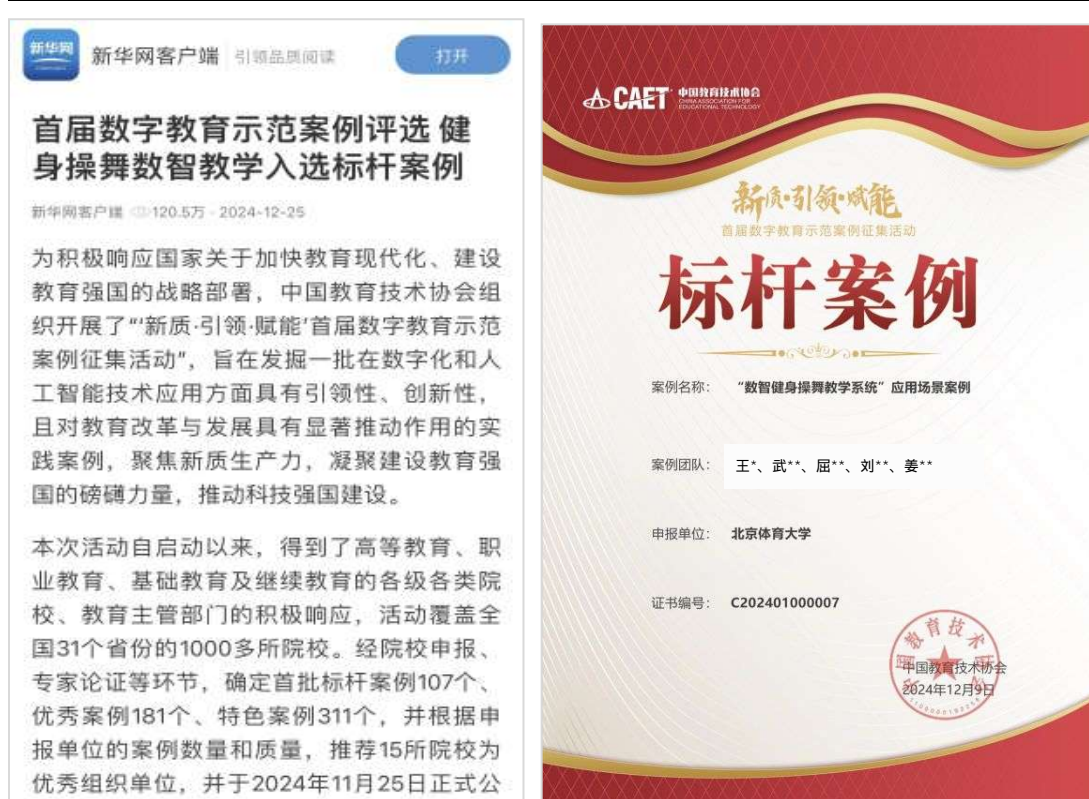 新华网
新华网客户端
引领品质阅读
打开
首届数字教育示范案例评选 健
身操舞数智教学入选标杆案例
新华网客户端 120.5万 · 2024-12-25
为积极响应国家关于加快教育现代化、建设
教育强国的战略部署，中国教育技术协会组
织开展了“‘新质·引领·赋能’首届数字教育示范
案例征集活动”，旨在发掘一批在数字化和人
工智能技术应用方面具有引领性、创新性，
且对教育改革与发展具有显著推动作用的实
践案例，聚焦新质生产力，凝聚建设教育强
国的磅礴力量，推动科技强国建设。
本次活动自启动以来，得到了高等教育、职
业教育、基础教育及继续教育的各级各类院
校、教育主管部门的积极响应，活动覆盖全
国31个省份的1000多所院校。经院校申报、
专家论证等环节，确定首批标杆案例107个、
优秀案例181个、特色案例311个，并根据申
报单位的案例数量和质量，推荐15所院校为
优秀组织单位，并于2024年11月25日正式公
CAET 中国教育技术协会
CHINA ASSOCIATION FOR
EDUCATIONAL TECHNOLOGY
新质·引领·赋能
首届数字教育示范案例征集活动
标杆案例
案例名称： “数智健身操舞教学系统”应用场景案例
案例团队： 王*、武**、屈**、刘**、姜**
申报单位： 北京体育大学
证书编号： C202401000007
中国教育技术协会
中国教育技术协会
2024年12月9日